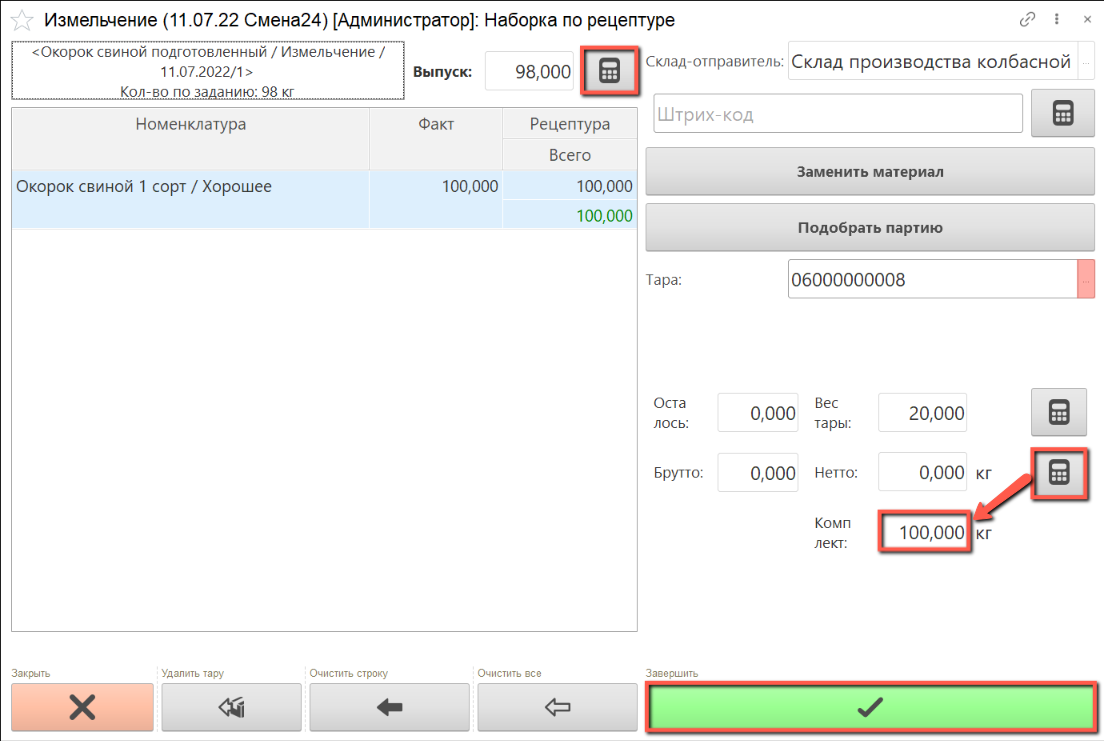 Измельчение (11.07.22 Смена24) [Администратор]: Наборка по рецептуре
<Окорок свиной подготовленный / Измельчение /
11.07.2022/1>
Кол-во по заданию: 98 кг
Выпуск:
98,000
Склад-отправитель:
Склад производства колбасной
...
Штрих-код
Номенклатура
Факт
Рецептура
Всего
Окорок свиной 1 сорт / Хорошее
100,000
100,000
100,000
Заменить материал
Подобрать партию
Тара:
06000000008
...
Оста
лось:
0,000
Вес
тары:
20,000
Брутто:
0,000
Нетто:
0,000
кг
Комп
лект:
100,000
кг
Закрыть
Удалить тару
Очистить строку
Очистить все
Завершить